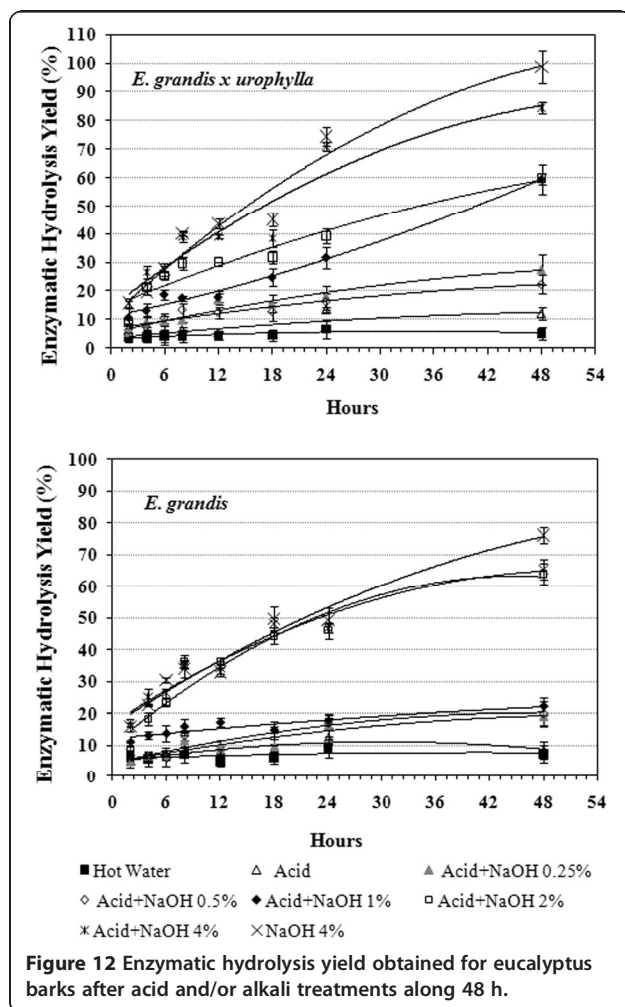 110
100
90
80
70
60
50
40
30
20
10
0
Enzymatic Hydrolysis Yield (%)
E. grandis x urophylla
0 6 12 18 24 30 36 42 48 54
Hours
100
90
80
70
60
50
40
30
20
10
0
Enzymatic Hydrolysis Yield (%)
E. grandis
0 6 12 18 24 30 36 42 48 54
Hours
Hot Water Acid Acid+NaOH 0.25%
Acid+NaOH 0.5% Acid+NaOH 1% Acid+NaOH 2%
Acid+NaOH 4% NaOH 4%
Figure 12 Enzymatic hydrolysis yield obtained for eucalyptus
barks after acid and/or alkali treatments along 48 h.